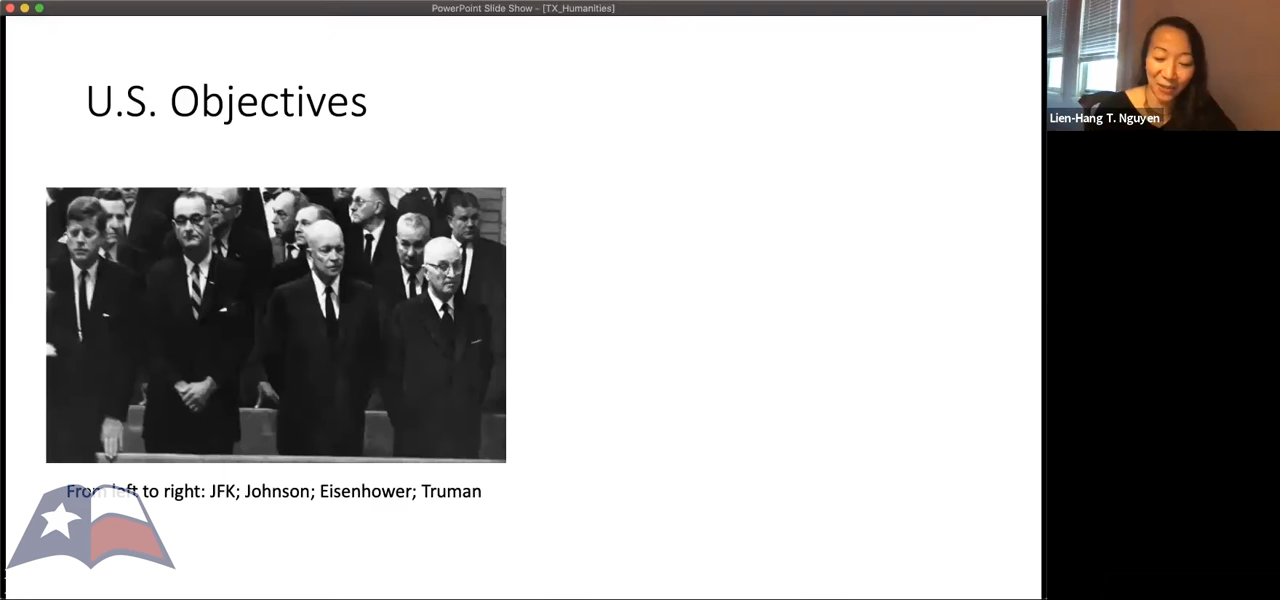 PowerPoint Slide Show - [TX_Humanities]
U.S. Objectives
Lien-Hang T. Nguyen
From left to right: JFK; Johnson; Eisenhower; Truman